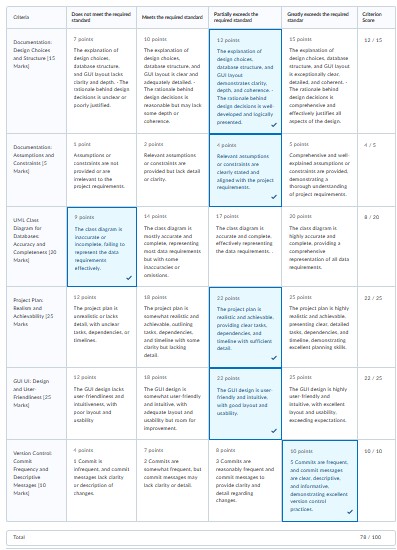 Criteria
Does not meet the required
standard
Meets the required standard
Partially exceeds the
required standard
Greatly exceeds the required
standar
Criterion
Score
Documentation:
Design Choices
and Structure [15
Marks]
7 points
The explanation of
design choices,
database structure,
and GUI layout lacks
clarity and depth. - The
rationale behind design
decisions is unclear or
poorly justified.
10 points
The explanation of
design choices,
database structure,
and GUI layout is clear
and adequately
detailed. - The
rationale behind design
decisions is
reasonable but may lack
some depth or
coherence.
12 points
The explanation of
design choices,
database structure,
and GUI layout
demonstrates clarity,
depth, and coherence. -
The rationale behind
design decisions is well-
developed and logically
presented.
15 points
The explanation of
design choices,
database structure,
and GUI layout is
exceptionally clear,
detailed, and coherent. -
The rationale behind
design decisions is
comprehensive and
effectively justifies all
aspects of the design.
12 / 15
Documentation:
Assumptions and
Constraints [5
Marks]
1 point
Assumptions or
constraints are not
provided or are
irrelevant to the
project requirements.
2 points
Relevant assumptions
or constraints are
provided but lack detail
or clarity.
4 points
Relevant assumptions
or constraints are
clearly stated and
aligned with the project
requirements.
5 points
Comprehensive and well-
explained assumptions
or constraints are
provided,
demonstrating a
thorough understanding
of project requirements.
4 / 5
UML Class
Diagram for
Databases:
Accuracy and
Completeness [20
Marks]
The class diagram is
inaccurate or
incomplete, failing to
represent the data
requirements
effectively.
14 points
The class diagram is
mostly accurate and
complete, representing
most data requirements
but with some
inaccuracies or
omissions.
17 points
The class diagram is
accurate and complete,
effectively representing
the data requirements. .
20 points
The class diagram is
highly accurate and
complete, providing a
comprehensive
representation of all data
requirements.
8 / 20
Project Plan:
Realism and
Achievability [25
Marks]
12 points
The project plan is
unrealistic or lacks
detail, with unclear
tasks, dependencies, or
timelines.
18 points
The project plan is
somewhat realistic and
achievable, outlining
tasks, dependencies,
and timeline with some
clarity but lacking
detail.
22 points
The project plan is
realistic and achievable,
providing clear tasks,
dependencies, and
timeline with sufficient
detail.
25 points
The project plan is highly
realistic and achievable,
presenting clear, detailed
tasks, dependencies, and
timeline, demonstrating
excellent planning skills.
22 / 25
GUI UI: Design
and User-
Friendliness [25
Marks]
12 points
The GUI design lacks
user friendliness and
intuitiveness, with
poor layout and
usability
18 points
The GUI design is
somewhat user-friendly
and intuitive, with
adequate layout and
usability but room for
improvement.
22 points
The GUI design is user-
friendly and intuitive,
with good layout and
usability.
25 points
The GUI design is highly
user-friendly and
intuitive, with excellent
layout and usability,
exceeding expectations.
22 / 25
Version Control:
Commit
Frequency and
Descriptive
Messages [10
Marks]
4 points
1 Commit is
infrequent, and commit
messages lack clarity
or description of
changes.
7 points
2 Commits are
somewhat frequent, but
commit messages may
lack clarity or detail.
8 points
3 Commits are
reasonably frequent and
commit messages to
provide clarity and
detail regarding
changes.
10 points
5 Commits are frequent,
and commit messages
are clear, descriptive,
and informative,
demonstrating excellent
version control
practices.
10 / 10
Total
78 / 100